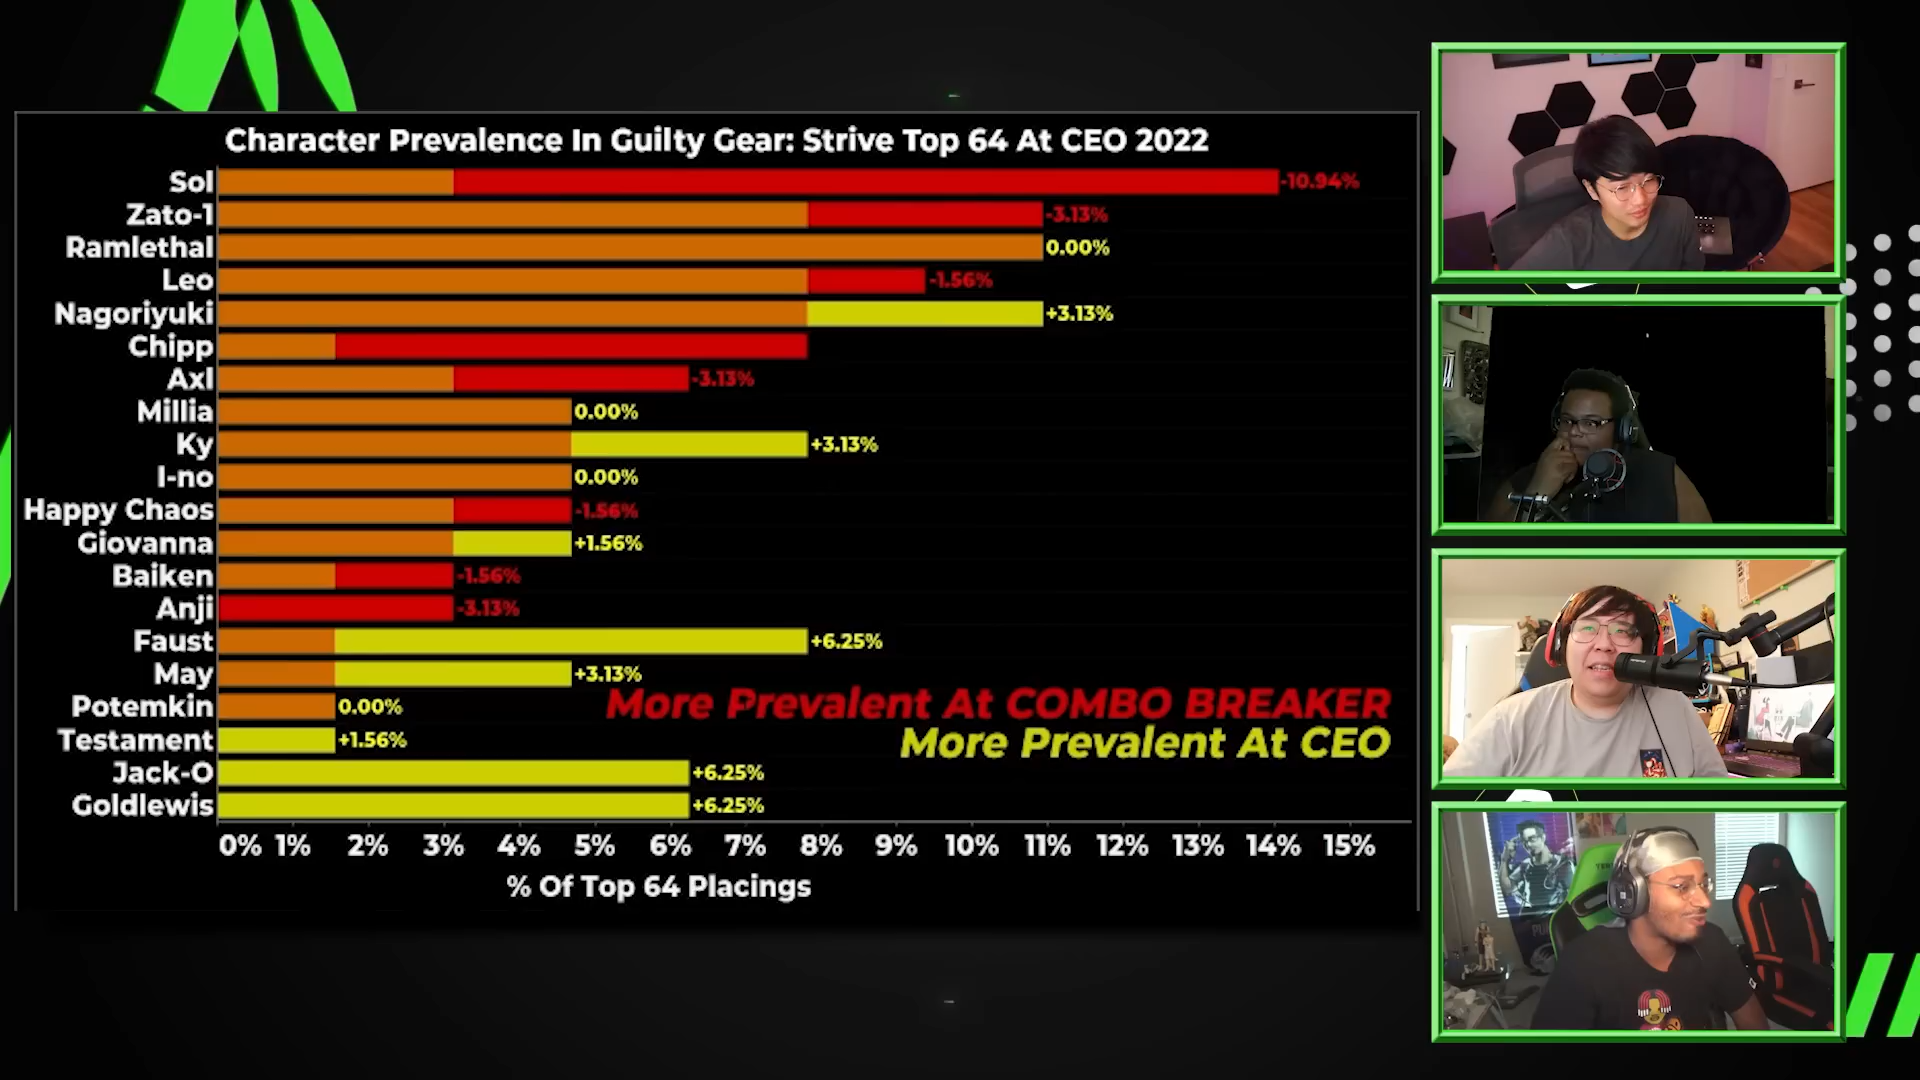 Character Prevalence In Guilty Gear: Strive Top 64 At CEO 2022
Sol -10.94%
Zato-1 -3.13%
Ramlethal 0.00%
Leo -1.56%
Nagoriyuki +3.13%
Chipp
Axl -3.13%
Millia 0.00%
Ky +3.13%
I-no 0.00%
Happy Chaos -1.56%
Giovanna +1.56%
Baiken -1.56%
Anji -3.13%
Faust +6.25%
May +3.13%
Potemkin 0.00%
Testament +1.56%
Jack-O +6.25%
Goldlewis +6.25%
More Prevalent At COMBO BREAKER
More Prevalent At CEO
0% 1% 2% 3% 4% 5% 6% 7% 8% 9% 10% 11% 12% 13% 14% 15%
% Of Top 64 Placings